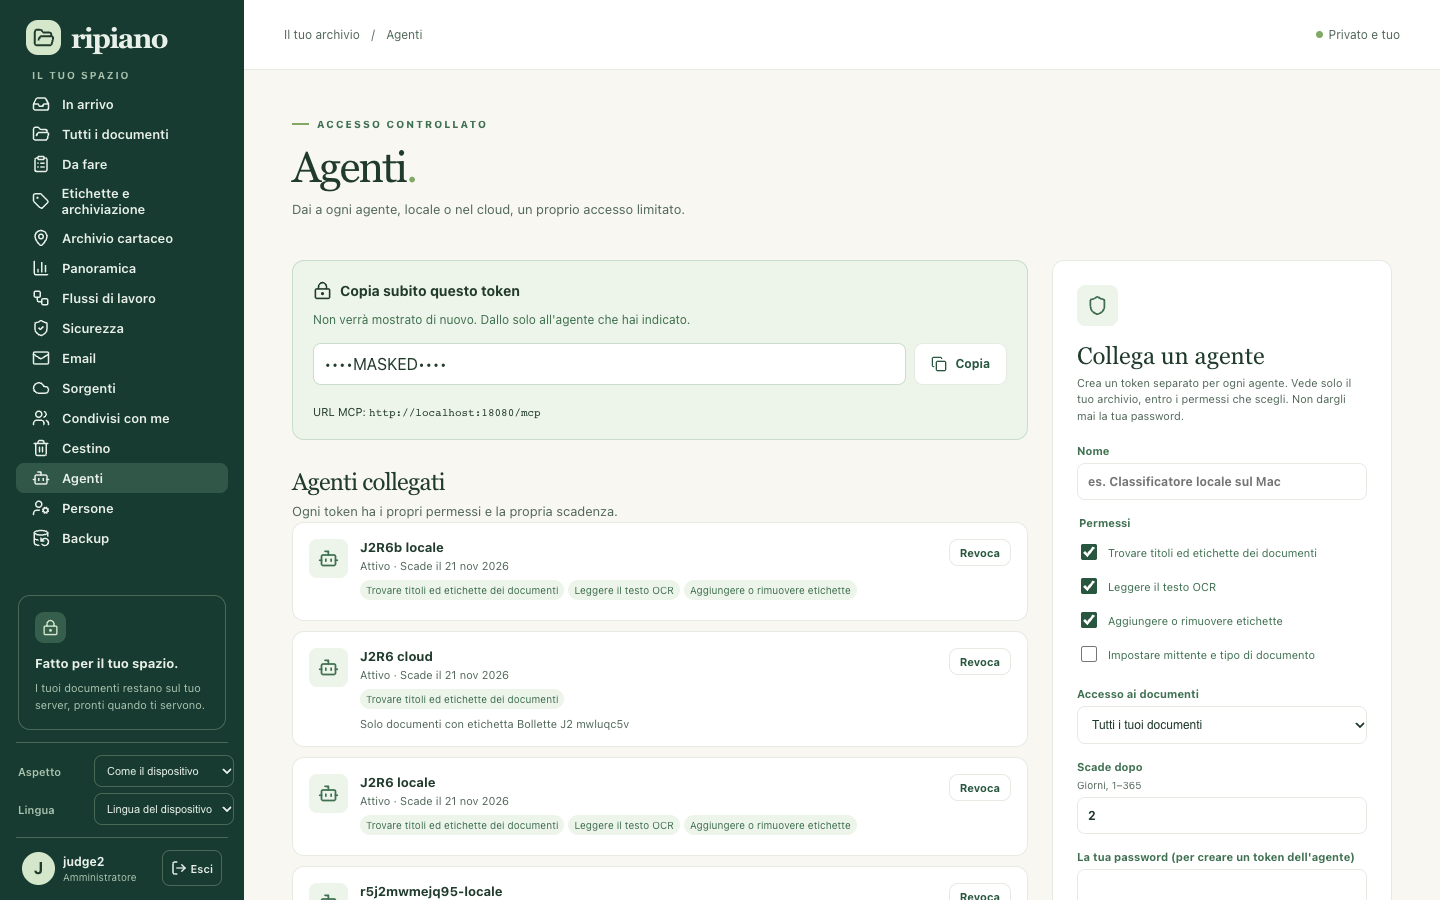 ripiano
IL TUO SPAZIO
In arrivo
Tutti i documenti
Da fare
Etichette e
archiviazione
Archivio cartaceo
Panoramica
Flussi di lavoro
Sicurezza
Email
Sorgenti
Condivisi con me
Cestino
Agenti
Persone
Backup
Fatto per il tuo spazio.
I tuoi documenti restano sul tuo
server, pronti quando ti servono.
Aspetto
Come il dispositivo
Lingua
Lingua del dispositivo
J
judge2
Amministratore
Esci
Il tuo archivio / Agenti
Privato e tuo
ACCESSO CONTROLLATO
Agenti.
Dai a ogni agente, locale o nel cloud, un proprio accesso limitato.
Copia subito questo token
Non verrà mostrato di nuovo. Dallo solo all'agente che hai indicato.
••••MASKED••••
Copia
URL MCP: http://localhost:18080/mcp
Agenti collegati
Ogni token ha i propri permessi e la propria scadenza.
J2R6b locale
Attivo · Scade il 21 nov 2026
Trovare titoli ed etichette dei documenti Leggere il testo OCR Aggiungere o rimuovere etichette
Revoca
J2R6 cloud
Attivo · Scade il 21 nov 2026
Trovare titoli ed etichette dei documenti
Solo documenti con etichetta Bollette J2 mwluqc5v
Revoca
J2R6 locale
Attivo · Scade il 21 nov 2026
Trovare titoli ed etichette dei documenti Leggere il testo OCR Aggiungere o rimuovere etichette
Revoca
r5j2mwmejq95-locale
Revoca
Collega un agente
Crea un token separato per ogni agente. Vede solo il
tuo archivio, entro i permessi che scegli. Non dargli
mai la tua password.
Nome
es. Classificatore locale sul Mac
Permessi
Trovare titoli ed etichette dei documenti
Leggere il testo OCR
Aggiungere o rimuovere etichette
Impostare mittente e tipo di documento
Accesso ai documenti
Tutti i tuoi documenti
Scade dopo
Giorni, 1–365
2
La tua password (per creare un token dell'agente)